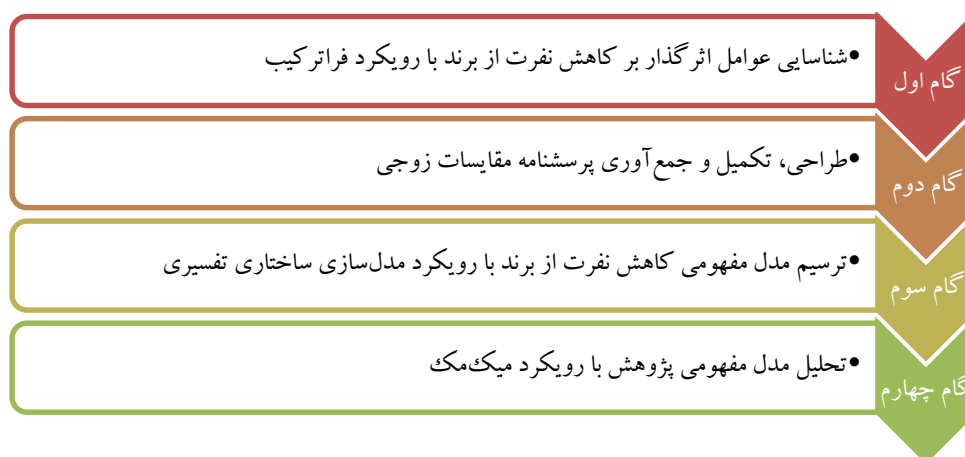 گام اول
•شناسایی عوامل اثرگذار بر کاهش نفرت از برند با رویکرد فراترکیب
گام دوم
•طراحی، تکمیل و جمع‌آوری پرسشنامه مقایسات زوجی
گام سوم
•ترسیم مدل مفهومی کاهش نفرت از برند با رویکرد مدل‌سازی ساختاری تفسیری
گام چهارم
•تحلیل مدل مفهومی پژوهش با رویکرد میک‌مک